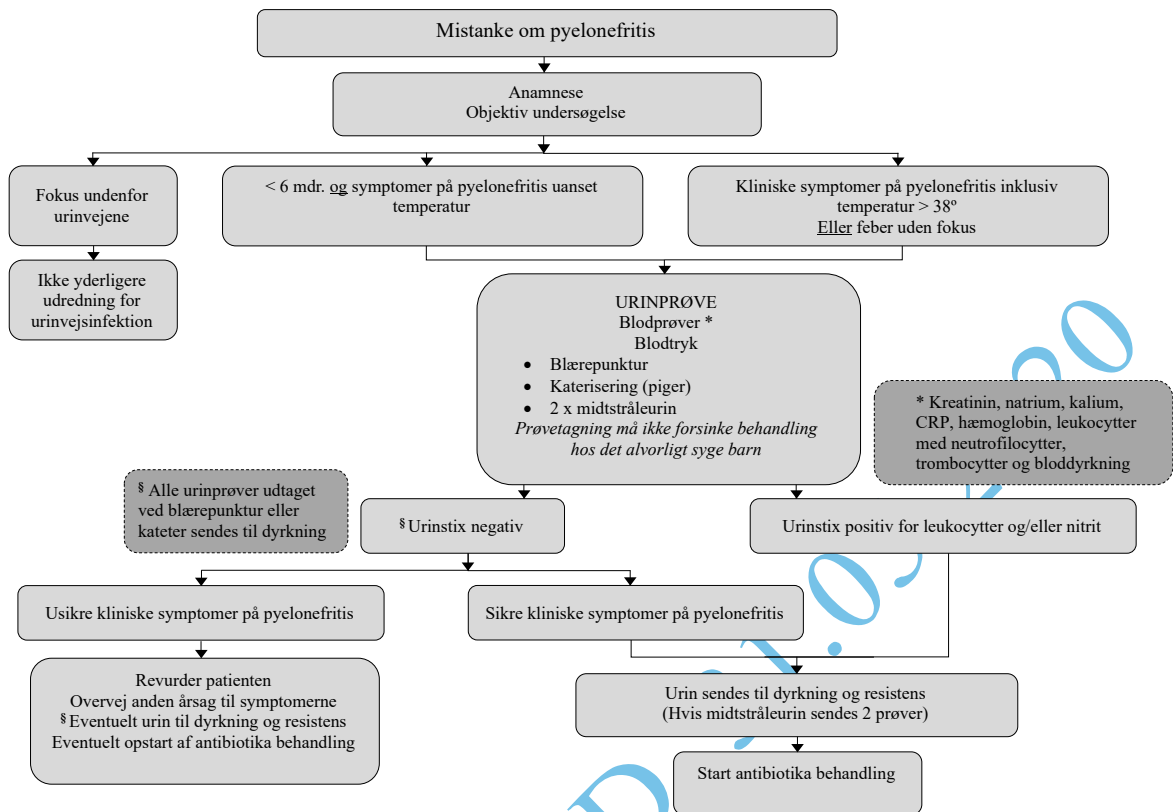 Mistanke om pyelonefritis
Anamnese
Objektiv undersøgelse
Fokus undenfor
urinvejene
< 6 mdr. og symptomer på pyelonefritis uanset
temperatur
Kliniske symptomer på pyelonefritis inklusiv
temperatur > 38º
Eller feber uden fokus
Ikke yderligere
udredning for
urinvejsinfektion
URINPRØVE
Blodprøver *
Blodtryk
• Blærepunktur
• Katerisering (piger)
• 2 x midtstråleurin
Prøvetagning må ikke forsinke behandling
hos det alvorligt syge barn
* Kreatinin, natrium, kalium,
CRP, hæmoglobin, leukocytter
med neutrofilocytter,
trombocytter og bloddyrkning
§ Alle urinprøver udtaget
ved blærepunktur eller
kateter sendes til dyrkning
§ Urinstix negativ
Urinstix positiv for leukocytter og/eller nitrit
Usikre kliniske symptomer på pyelonefritis
Sikre kliniske symptomer på pyelonefritis
Revurder patienten
Overvej anden årsag til symptomerne
§ Eventuelt urin til dyrkning og resistens
Eventuelt opstart af antibiotika behandling
Urin sendes til dyrkning og resistens
(Hvis midtstråleurin sendes 2 prøver)
Start antibiotika behandling